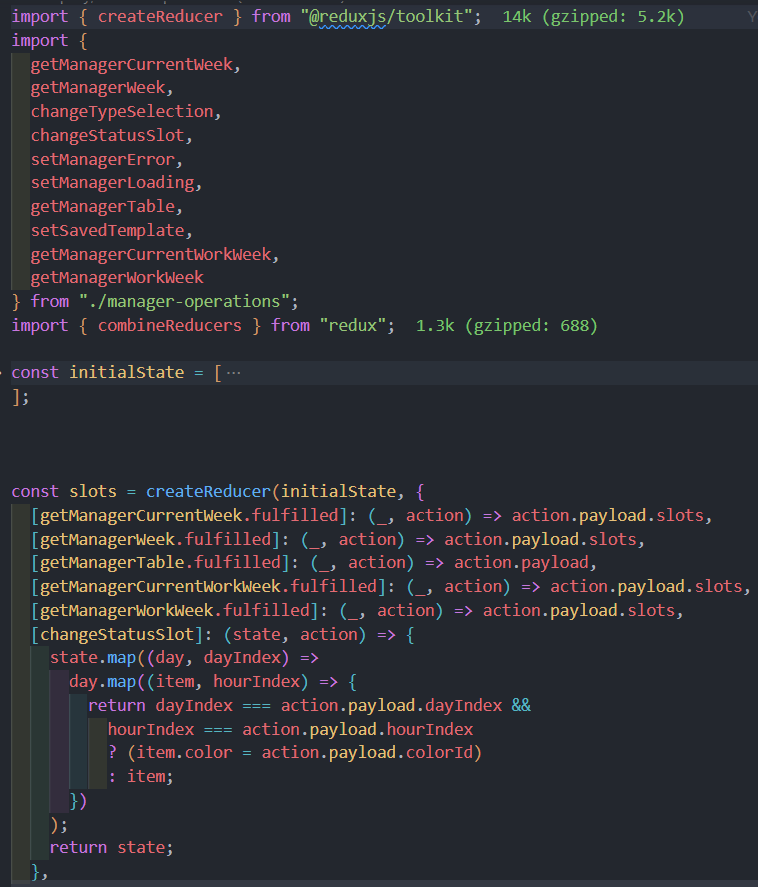 import { createReducer } from "@reduxjs/toolkit";  14k (gzipped: 5.2k)
import {
  getManagerCurrentWeek,
  getManagerWeek,
  changeTypeSelection,
  changeStatusSlot,
  setManagerError,
  setManagerLoading,
  getManagerTable,
  setSavedTemplate,
  getManagerCurrentWorkWeek,
  getManagerWorkWeek
} from "./manager-operations";
import { combineReducers } from "redux";  1.3k (gzipped: 688)
const initialState = [ ···
];
const slots = createReducer(initialState, {
  [getManagerCurrentWeek.fulfilled]: (_, action) => action.payload.slots,
  [getManagerWeek.fulfilled]: (_, action) => action.payload.slots,
  [getManagerTable.fulfilled]: (_, action) => action.payload,
  [getManagerCurrentWorkWeek.fulfilled]: (_, action) => action.payload.slots,
  [getManagerWorkWeek.fulfilled]: (_, action) => action.payload.slots,
  [changeStatusSlot]: (state, action) => {
    state.map((day, dayIndex) =>
      day.map((item, hourIndex) => {
        return dayIndex === action.payload.dayIndex &&
          hourIndex === action.payload.hourIndex
          ? (item.color = action.payload.colorId)
          : item;
      })
    );
    return state;
  },